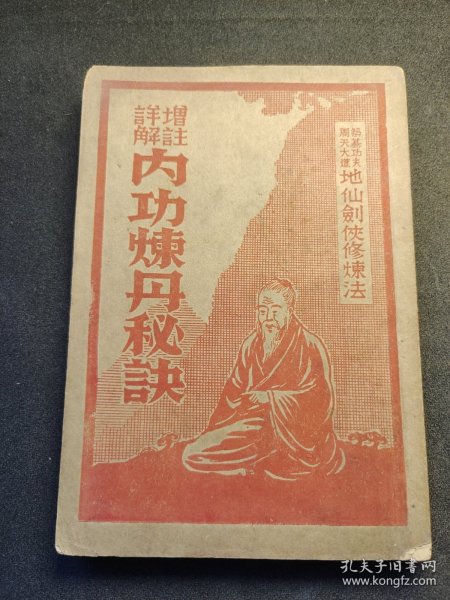 築基功夫
周天大道
地仙劍俠修煉法
增註
詳解
內功煉丹秘訣
孔夫子旧书网
www.kongfz.com